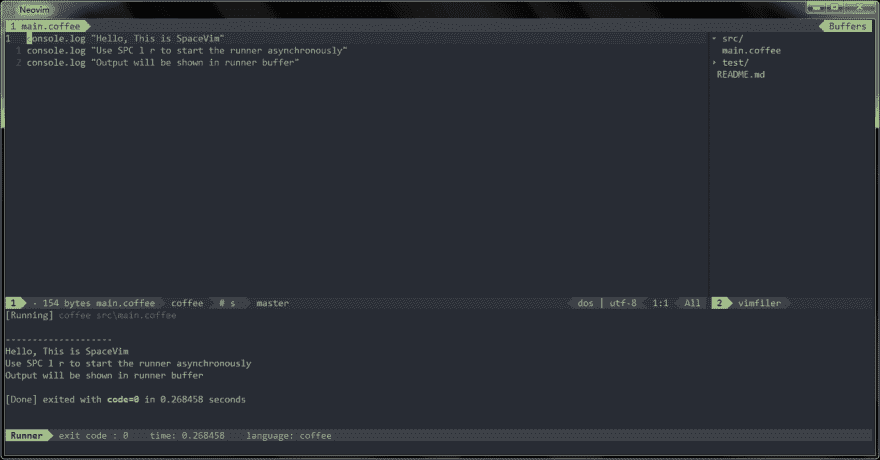 Neovim
1 main.coffee
Buffers
1 console.log "Hello, This is SpaceVim"
1 console.log "Use SPC l r to start the runner asynchronously"
2 console.log "Output will be shown in runner buffer"
▾ src/
main.coffee
▸ test/
README.md
1 · 154 bytes main.coffee coffee # s master dos | utf-8 1:1 All
2 vimfiler
[Running] coffee src\main.coffee
--------------------
Hello, This is SpaceVim
Use SPC l r to start the runner asynchronously
Output will be shown in runner buffer
[Done] exited with code=0 in 0.268458 seconds
Runner exit code : 0 time: 0.268458 language: coffee